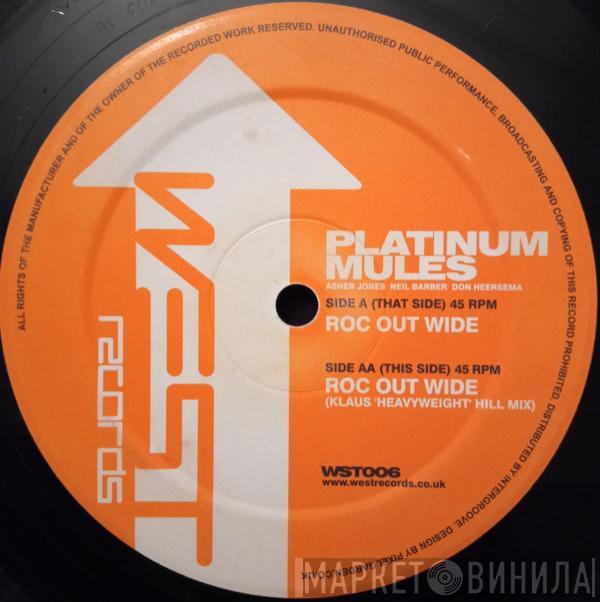 ALL RIGHTS OF THE MANUFACTURER AND OF THE OWNER OF THE RECORDED WORK RESERVED. UNAUTHORISED PUBLIC PERFORMANCE, BROADCASTING AND COPYING OF THIS RECORD PROHIBITED. DISTRIBUTED BY INTERGROOVE. DESIGN BY PIXELGARDEN.CO.UK
WEST
records
PLATINUM
MULES
ASHER JONES NEIL BARBER DON HEERSEMA
SIDE A (THAT SIDE) 45 RPM
ROC OUT WIDE
SIDE AA (THIS SIDE) 45 RPM
ROC OUT WIDE
(KLAUS 'HEAVYWEIGHT' HILL MIX)
WST006
www.westrecords.co.uk
МАРКЕТ ВИНИЛА